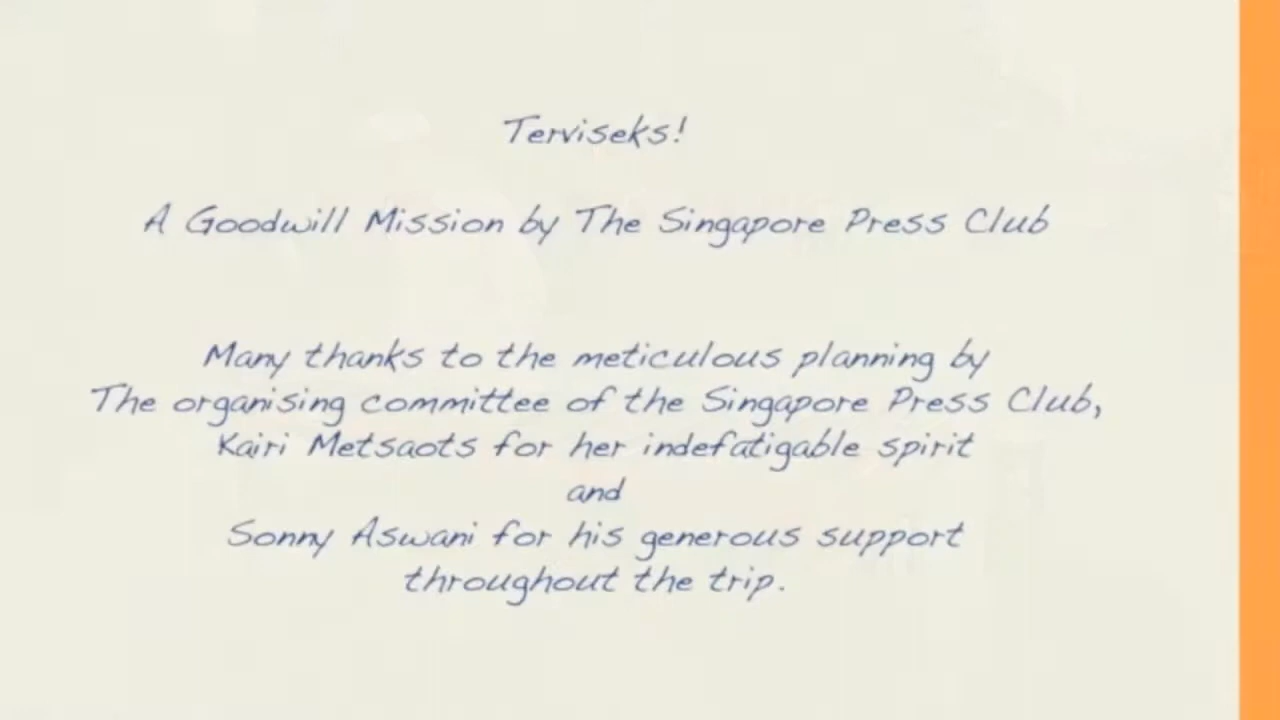 Terviseks!
A Goodwill Mission by The Singapore Press Club
Many thanks to the meticulous planning by
The organising committee of the Singapore Press Club,
Kairi Metsaots for her indefatigable spirit
and
Sonny Aswani for his generous support
throughout the trip.